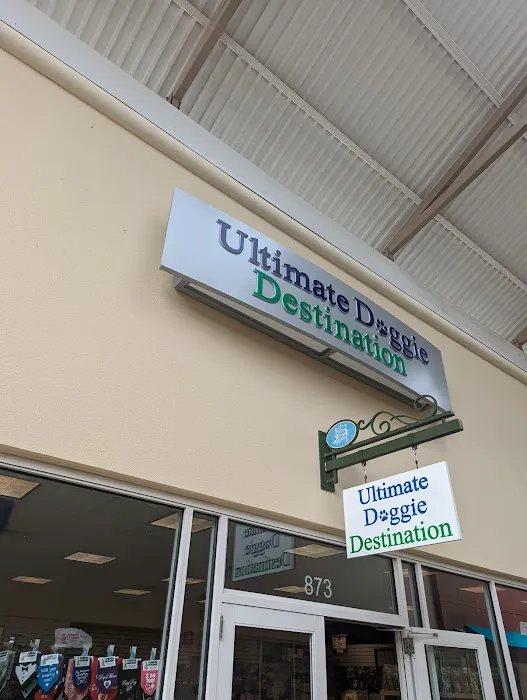 Ultimate Doggie
Destination
Ultimate
Doggie
Destination
873